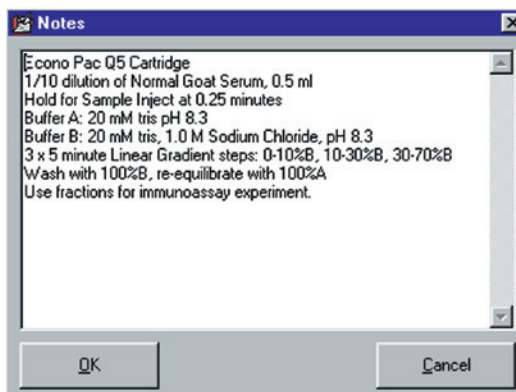 Notes
Econo Pac Q5 Cartridge
1/10 dilution of Normal Goat Serum, 0.5 ml
Hold for Sample Inject at 0.25 minutes
Buffer A: 20 mM tris pH 8.3
Buffer B: 20 mM tris, 1.0 M Sodium Chloride, pH 8.3
3 x 5 minute Linear Gradient steps: 0-10%B, 10-30%B, 30-70%B
Wash with 100%B, re-equilibrate with 100%A
Use fractions for immunoassay experiment.
OK Cancel